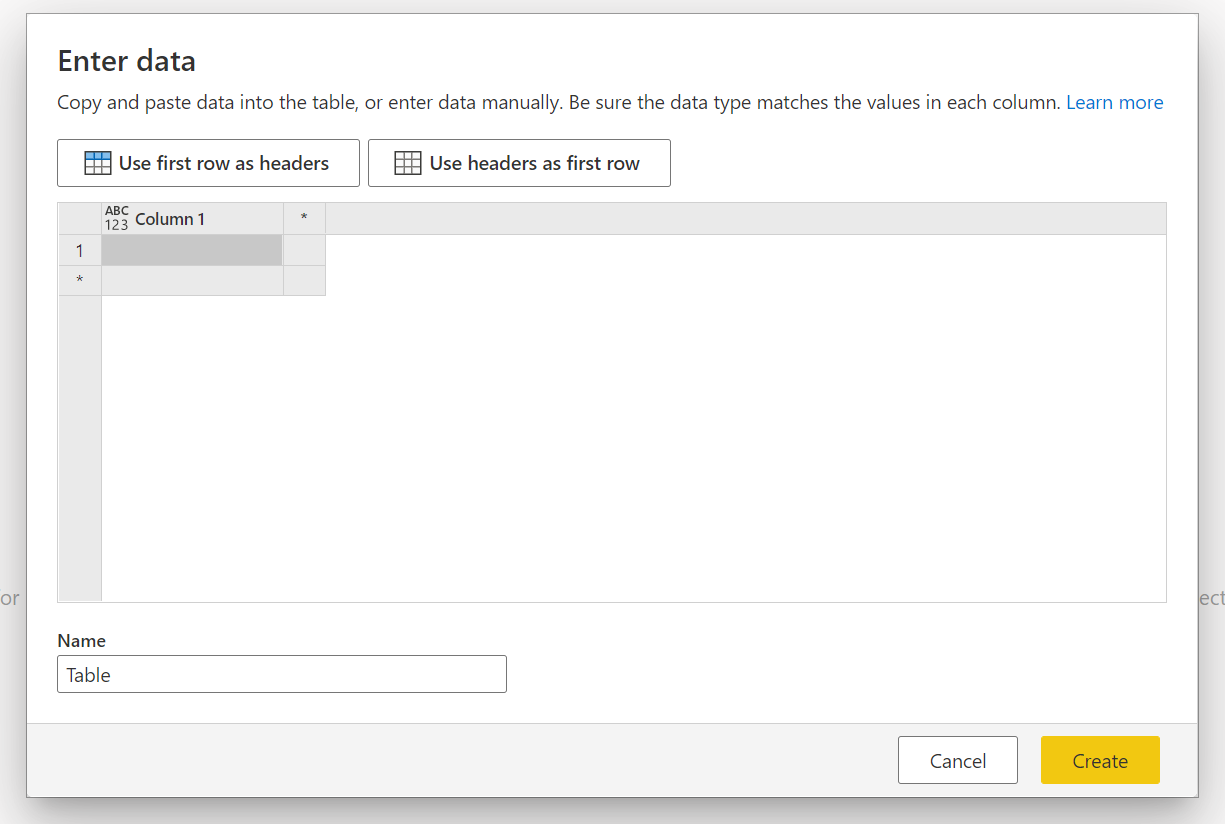 Enter data
Copy and paste data into the table, or enter data manually. Be sure the data type matches the values in each column. Learn more
Use first row as headers Use headers as first row
ABC
123 Column 1 *
1
*
or ect
Name
Table
Cancel Create